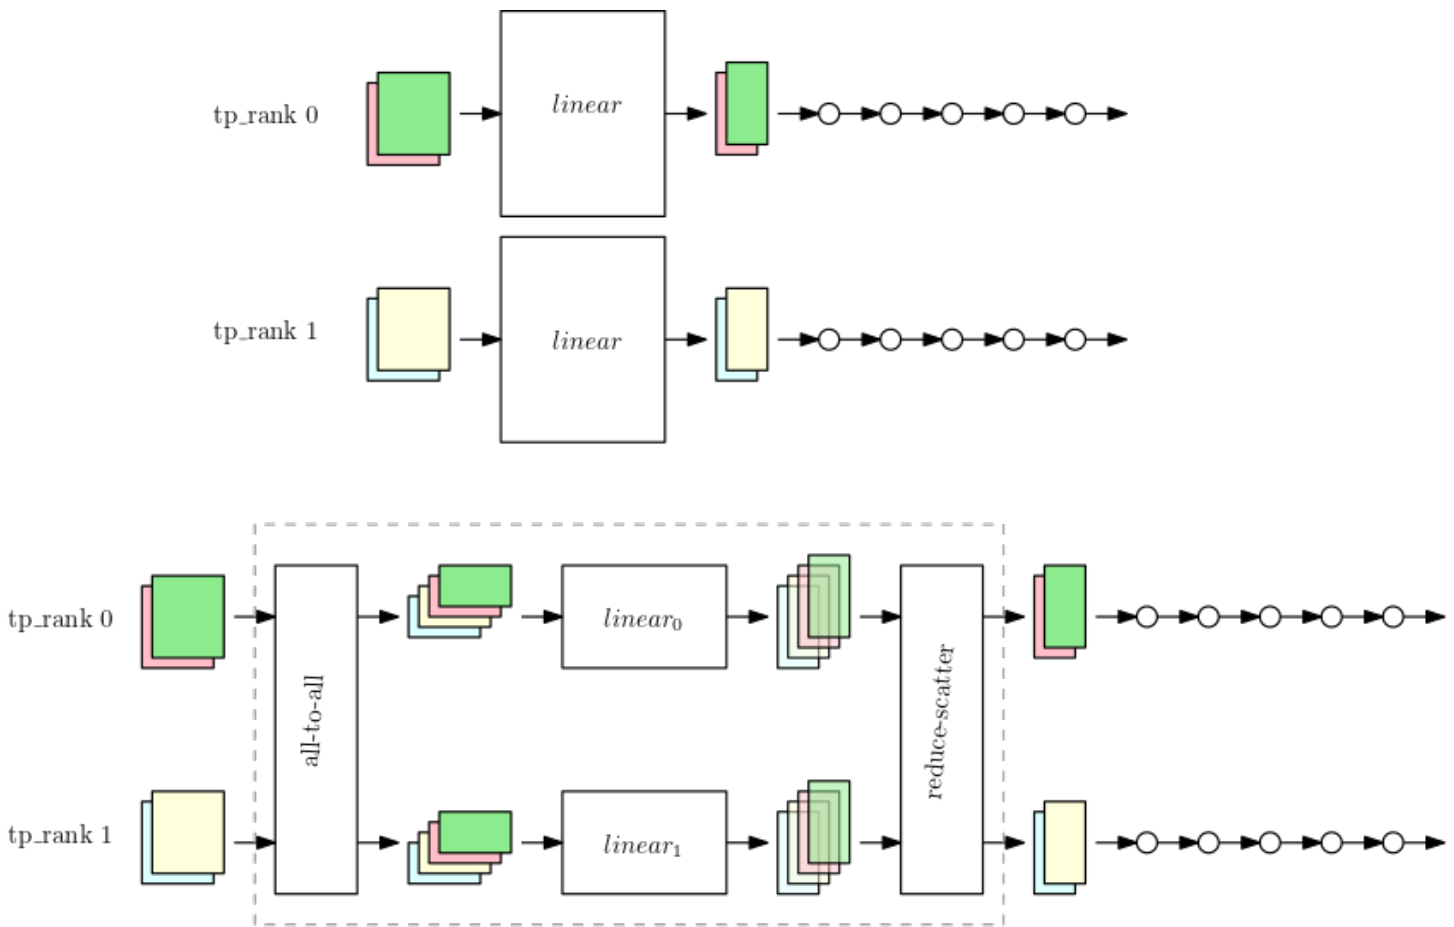 tp_rank 0
linear
tp_rank 1
linear
tp_rank 0
all-to-all
linear₀
reduce-scatter
tp_rank 1
linear₁